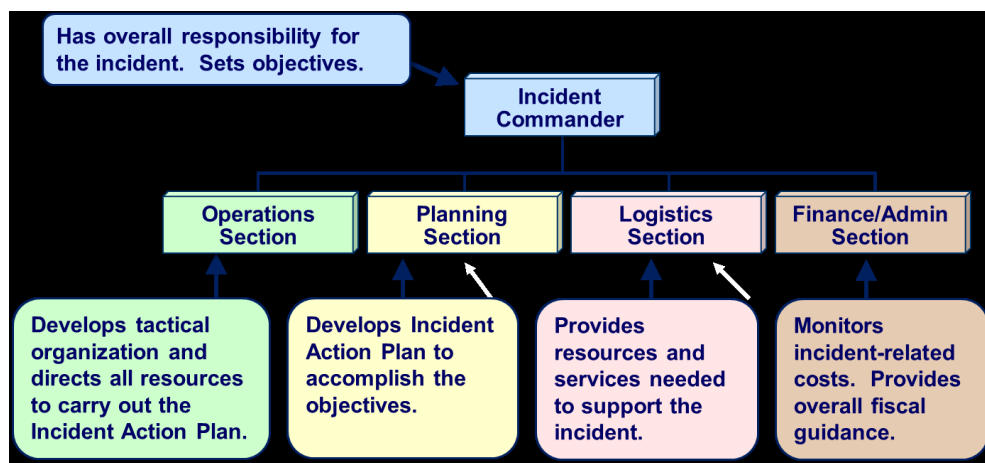 Has overall responsibility for
the incident. Sets objectives.
Incident
Commander
Operations
Section
Planning
Section
Logistics
Section
Finance/Admin
Section
Develops tactical
organization and
directs all resources
to carry out the
Incident Action Plan.
Develops Incident
Action Plan to
accomplish the
objectives.
Provides
resources and
services needed
to support the
incident.
Monitors
incident-related
costs. Provides
overall fiscal
guidance.